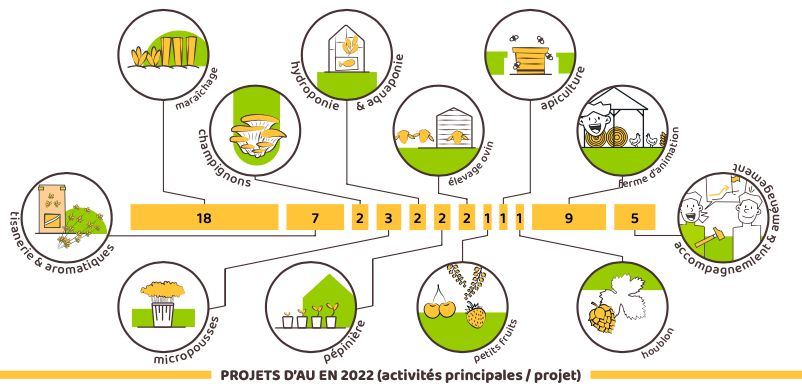 maraîchage
hydroponie & aquaponie
apiculture
champignons
élevage ovin
ferme d'animation
tisanerie & aromatiques
18 7 2 3 2 2 2 1 1 1 9 5
accompagnemlent & aménagement
micropousses
pépinière
petits fruits
houblon
PROJETS D'AU EN 2022 (activités principales / projet)